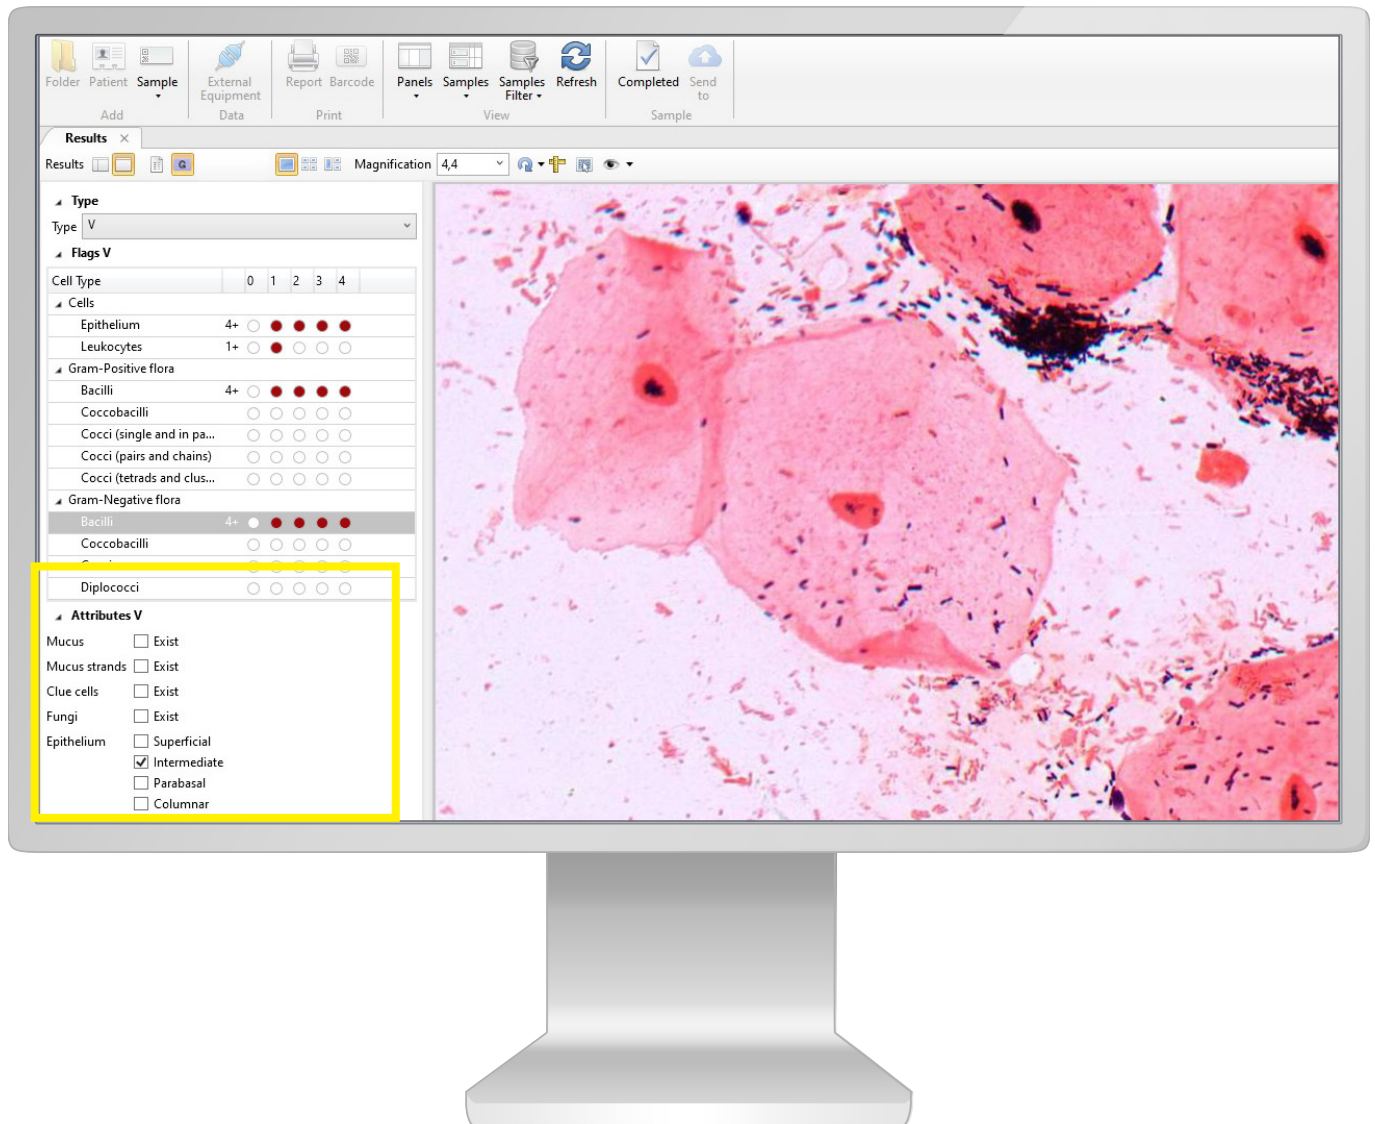 Folder Patient Sample External Equipment Report Barcode Panels Samples Samples Filter Refresh Completed Send to
Add Data Print View Sample
Results
Results Magnification 4,4
Type
Type V
Flags V
Cell Type 0 1 2 3 4
Cells
Epithelium 4+
Leukocytes 1+
Gram-Positive flora
Bacilli 4+
Coccobacilli
Cocci (single and in pa...
Cocci (pairs and chains)
Cocci (tetrads and clus...
Gram-Negative flora
Bacilli 4+
Coccobacilli
Diplococci
Attributes V
Mucus Exist
Mucus strands Exist
Clue cells Exist
Fungi Exist
Epithelium Superficial
Intermediate
Parabasal
Columnar